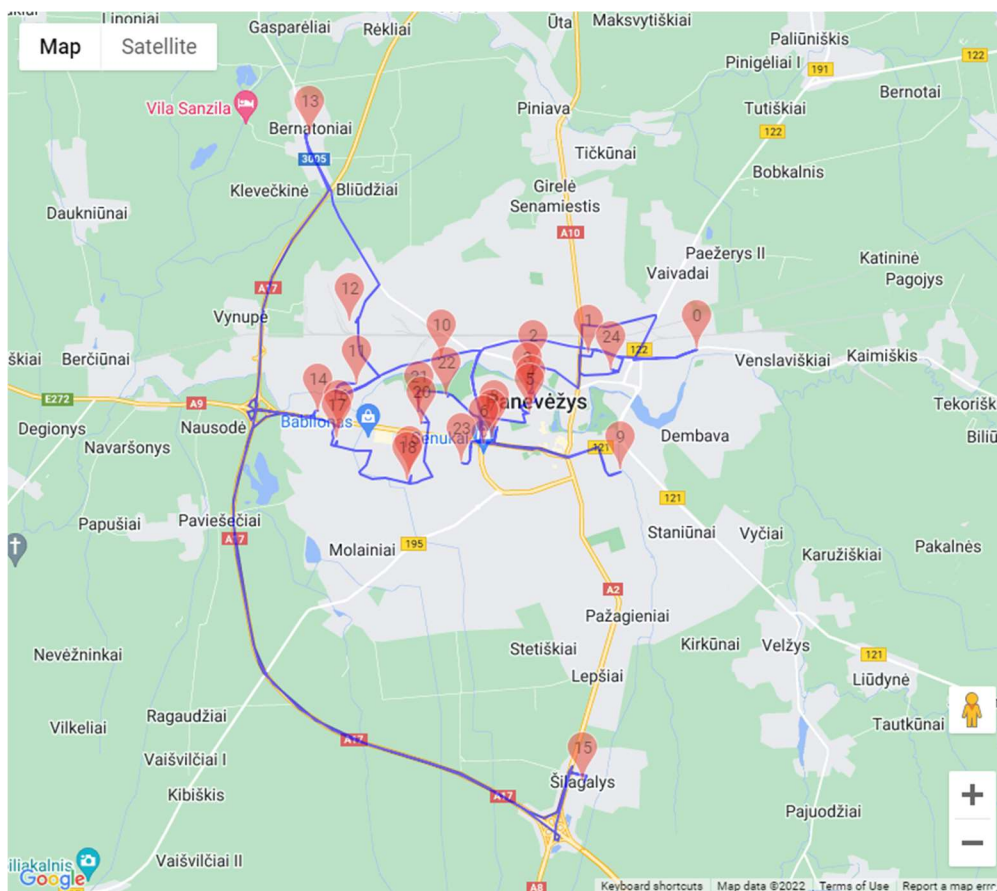 Linoniai
Gasparėliai
Rėkliai
Ūta
Maksvytiškiai
Map
Satellite
Paliūniškis
Pinigėliai I
191
122
Bernotai
Vila Sanzila
13
Bernatoniai
Piniava
Tutiškiai
122
3005
Tičkūnai
Bobkalnis
Klevečkinė
Bliūdžiai
Girelė
Senamiestis
Daukniūnai
A10
Paežerys II
Katininė
Vaivadai
Pagojys
A17
12
Vynupė
10
2
1
0
24
Berčiūnai
11
22
122
Venslaviškiai
Kaimiškis
14
21
20
5
E272
A9
17
Panevėžys
Tekoriškiai
Degionys
Nausodė
Babilonas
6
Senukai
23
9
Dembava
Navaršonys
18
121
121
Papušiai
Paviešečiai
Staniūnai
Vyčiai
A17
Molainiai
195
Karužiškiai
Pakalnės
A2
Pažagieniai
Stetiškiai
Kirkūnai
Velžys
Nevėžninkai
Lepšiai
121
Liūdynė
Ragaudžiai
Tautkūnai
Vilkeliai
A17
15
Vaišvilčiai I
Šilagalys
Kibiškis
A17
Pajuodžiai
Vaišvilčiai II
A8
Google
Keyboard shortcuts
Map data ©2022
Terms of Use
Report a map err